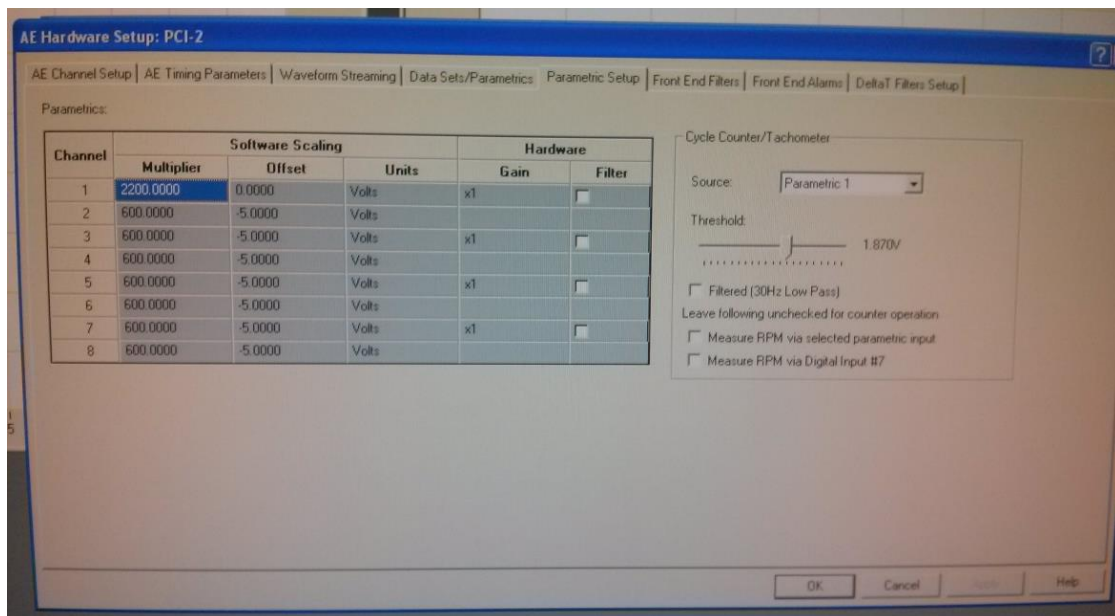 AE Hardware Setup: PCI-2
?
AE Channel Setup AE Timing Parameters Waveform Streaming Data Sets/Parametrics Parametric Setup Front End Filters Front End Alarms DeltaT Filters Setup
Parametrics:
Channel Software Scaling Hardware
Multiplier Offset Units Gain Filter
1 2200.0000 0.0000 Volts x1
2 600.0000 -5.0000 Volts
3 600.0000 -5.0000 Volts x1
4 600.0000 -5.0000 Volts
5 600.0000 -5.0000 Volts x1
6 600.0000 -5.0000 Volts
7 600.0000 -5.0000 Volts x1
8 600.0000 -5.0000 Volts
Cycle Counter/Tachometer
Source: Parametric 1
Threshold:
1.870V
Filtered (30Hz Low Pass)
Leave following unchecked for counter operation
Measure RPM via selected parametric input
Measure RPM via Digital Input #7
5
OK Cancel Apply Help